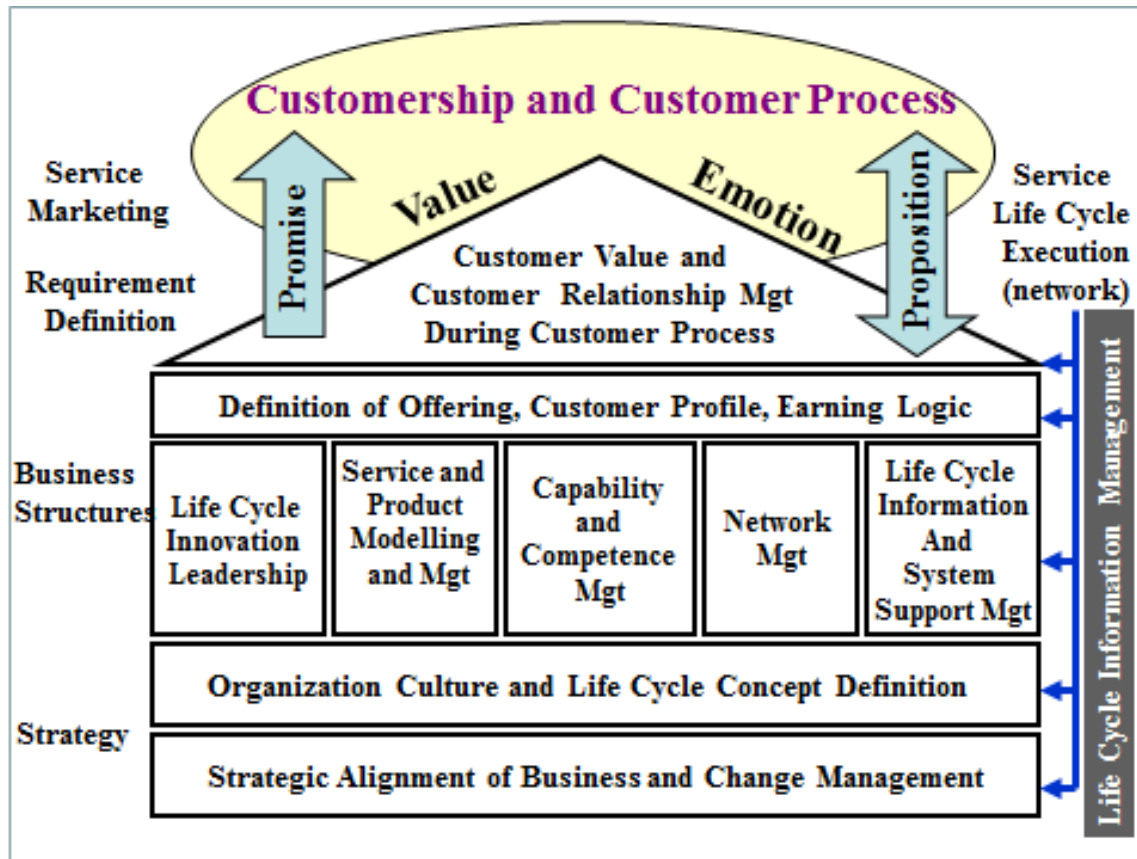 Customership and Customer Process
Service
Marketing
Requirement
Definition
Promise
Value
Emotion
Proposition
Service
Life Cycle
Execution
(network)
Customer Value and
Customer Relationship Mgt
During Customer Process
Definition of Offering, Customer Profile, Earning Logic
Business
Structures
Life Cycle
Innovation
Leadership
Service and
Product
Modelling
and Mgt
Capability
and
Competence
Mgt
Network
Mgt
Life Cycle
Information
And
System
Support Mgt
Life Cycle Information Management
Strategy
Organization Culture and Life Cycle Concept Definition
Strategic Alignment of Business and Change Management